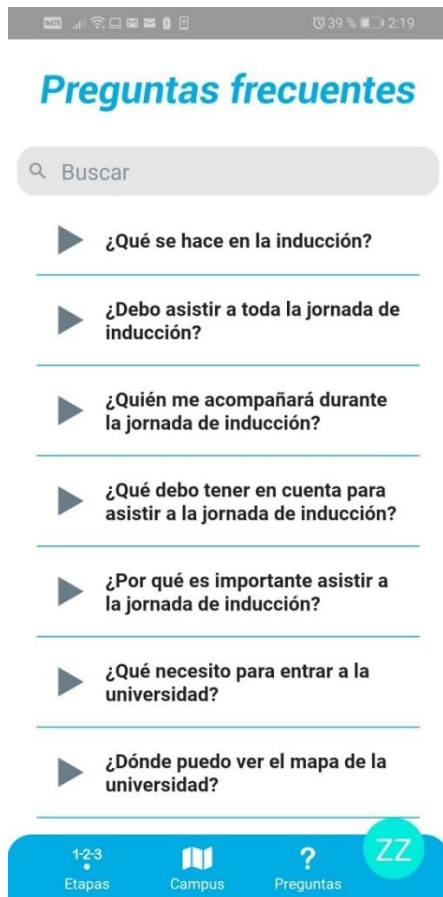 39 % 2:19
Preguntas frecuentes
Buscar
¿Qué se hace en la inducción?
¿Debo asistir a toda la jornada de
inducción?
¿Quién me acompañará durante
la jornada de inducción?
¿Qué debo tener en cuenta para
asistir a la jornada de inducción?
¿Por qué es importante asistir a
la jornada de inducción?
¿Qué necesito para entrar a la
universidad?
¿Dónde puedo ver el mapa de la
universidad?
1-2-3
?
ZZ
Etapas Campus Preguntas